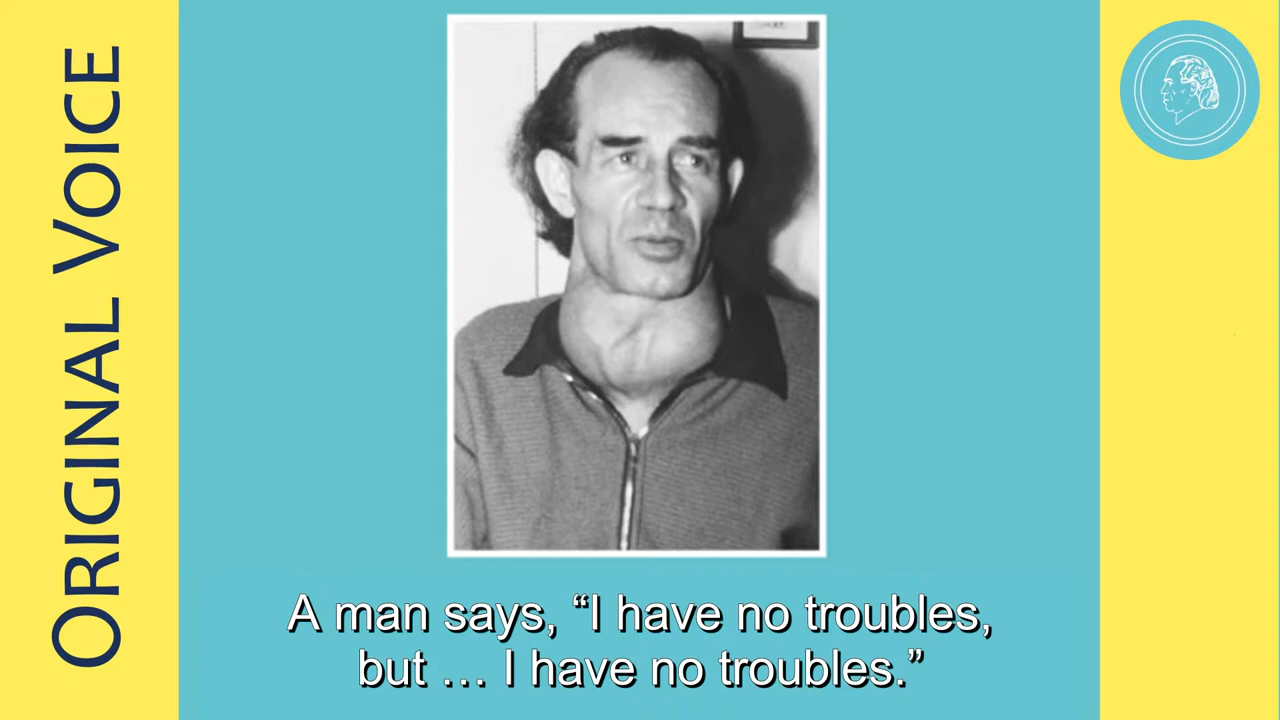 ORIGINAL VOICE
A man says, “I have no troubles,
but … I have no troubles.”